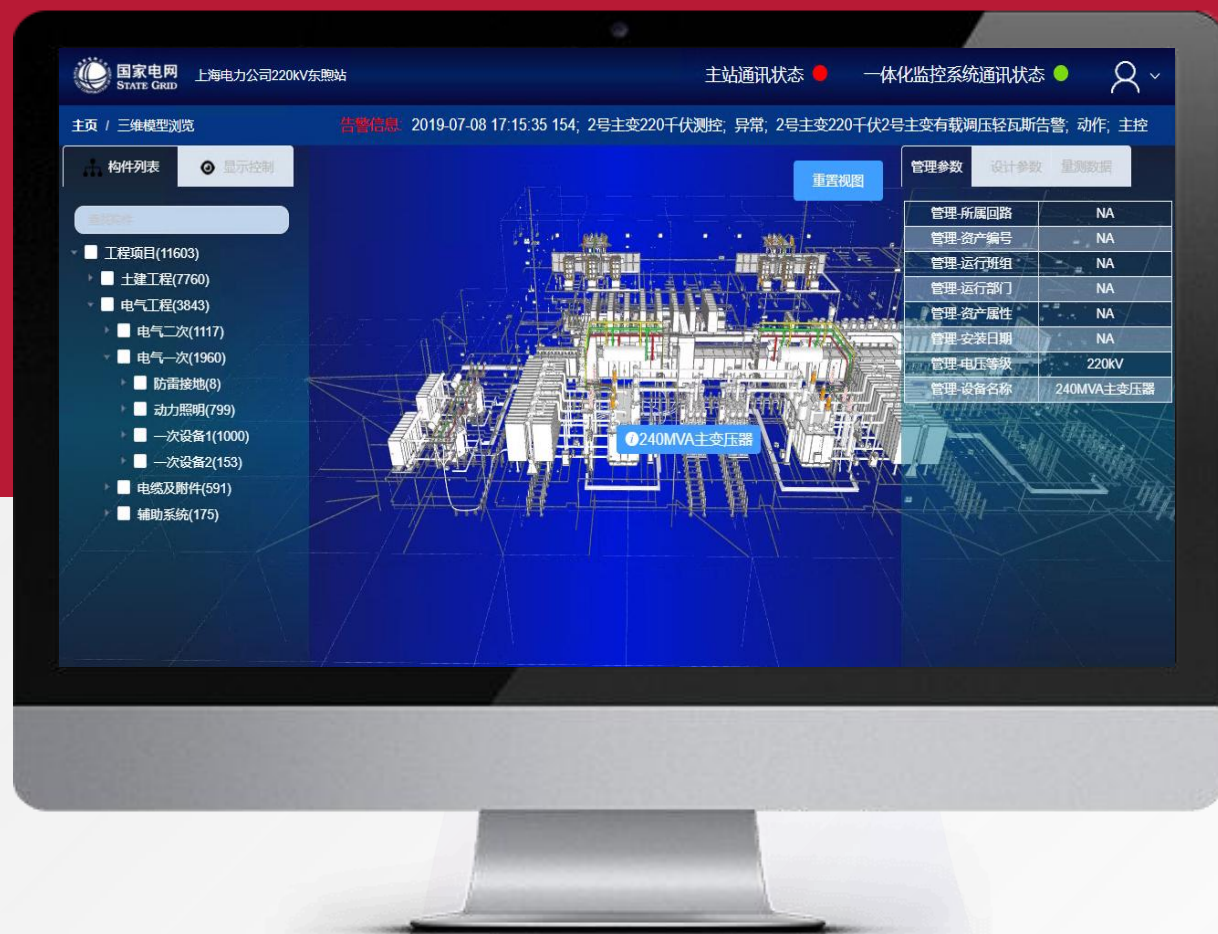 国家电网
STATE GRID
上海电力公司220kV东胞站
主站通讯状态
一体化监控系统通讯状态
主页 / 三维模型浏览
告警信息: 2019-07-08 17:15:35 154; 2号主变220千伏测控; 异常; 2号主变220千伏2号主变有载调压轻瓦斯告警; 动作; 主控
构件列表
显示控制
重置视图
管理参数
设计参数
量测数据
工程项目(11603)
土建工程(7760)
电气工程(3843)
电气二次(1117)
电气一次(1960)
防雷接地(8)
动力照明(799)
一次设备1(1000)
一次设备2(153)
电缆及附件(591)
辅助系统(175)
240MVA主变压器
管理-所属回路 NA
管理-资产编号 NA
管理-运行班组 NA
管理-运行部门 NA
管理-资产属性 NA
管理-安装日期 NA
管理-电压等级 220kV
管理-设备名称 240MVA主变压器